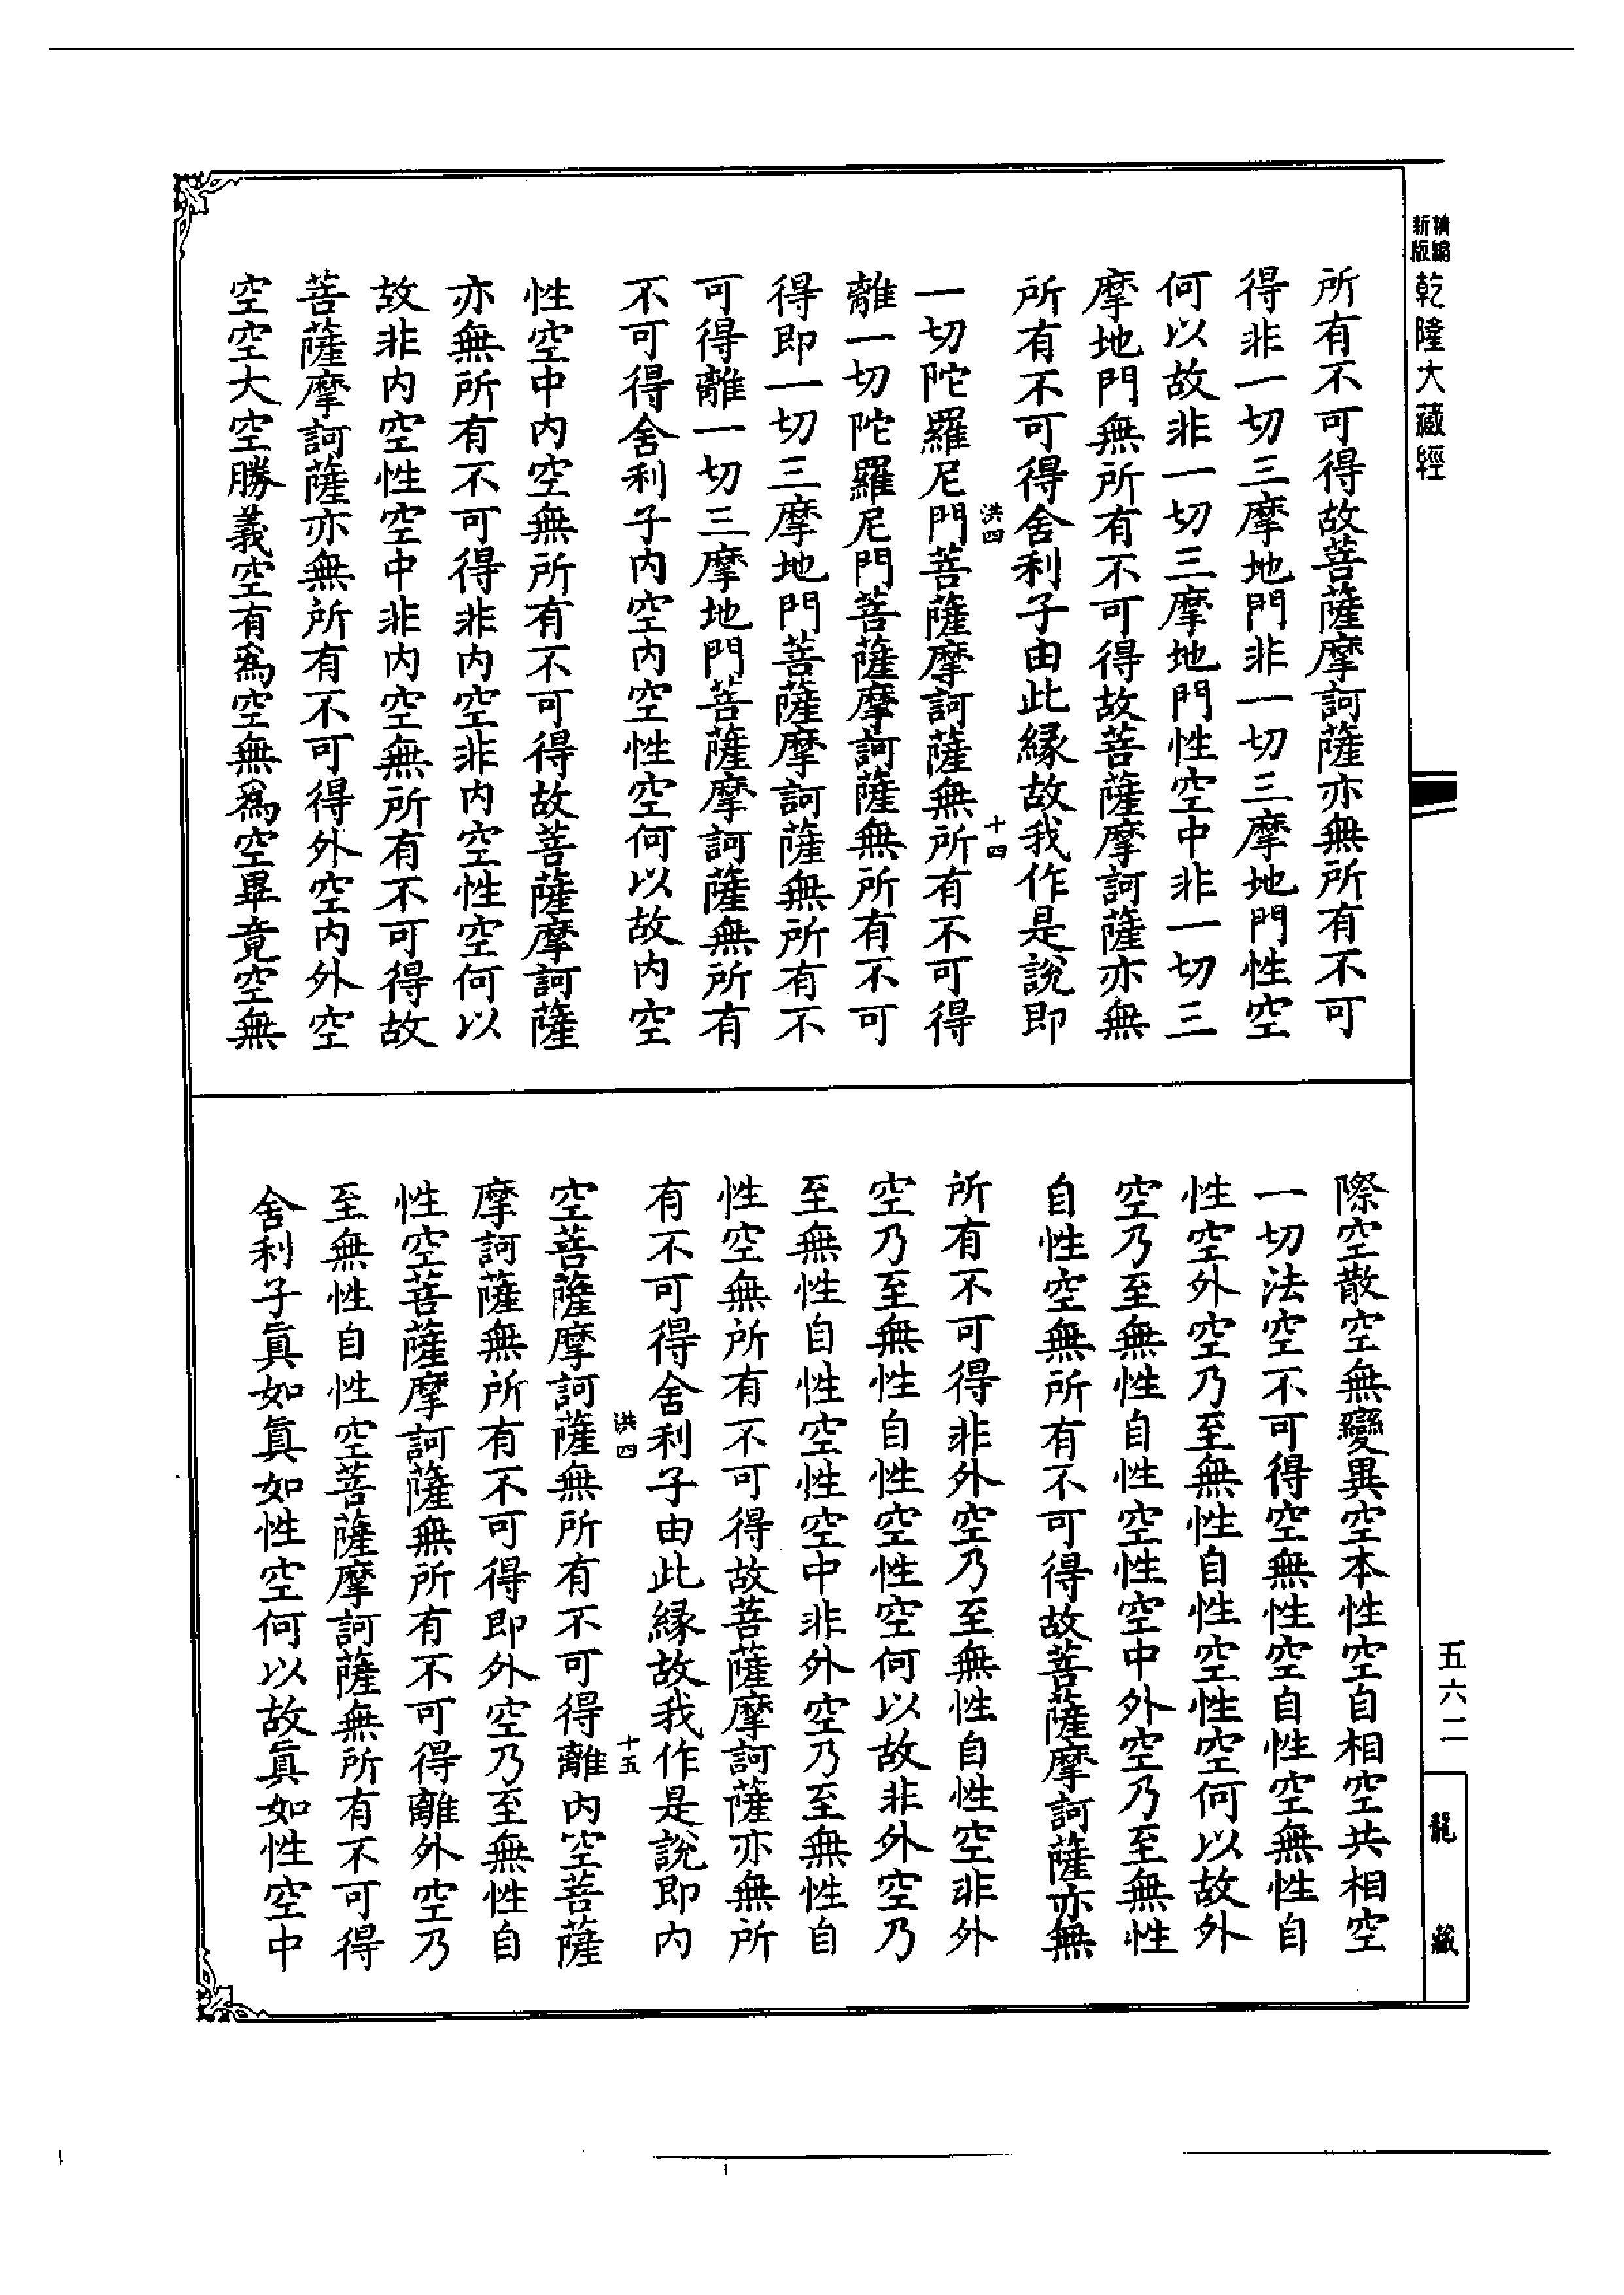 新版
精縮
乾隆大藏經
所有不可得故菩薩摩訶薩亦無所有不可
得非一切三摩地門非一切三摩地門性空
何以故非一切三摩地門性空中非一切三
摩地門無所有不可得故菩薩摩訶薩亦無
所有不可得舍利子由此緣故我作是說即
洪四
十四
一切陀羅尼門菩薩摩訶薩無所有不可得
離一切陀羅尼門菩薩摩訶薩無所有不可
得即一切三摩地門菩薩摩訶薩無所有不
可得離一切三摩地門菩薩摩訶薩無所有
不可得舍利子內空內空性空何以故內空
性空中內空無所有不可得故菩薩摩訶薩
亦無所有不可得非內空非內空性空何以
故非內空性空中非內空無所有不可得故
菩薩摩訶薩亦無所有不可得外空內外空
空空大空勝義空有為空無為空畢竟空無
際空散空無變異空本性空自相空共相空
一切法空不可得空無性空自性空無性自
性空外空乃至無性自性空性空何以故外
空乃至無性自性空性空中外空乃至無性
自性空無所有不可得故菩薩摩訶薩亦無
所有不可得非外空乃至無性自性空非外
空乃至無性自性空性空何以故非外空乃
至無性自性空性空中非外空乃至無性自
性空無所有不可得故菩薩摩訶薩亦無所
有不可得舍利子由此緣故我作是說即內
洪四
十五
空菩薩摩訶薩無所有不可得離內空菩薩
摩訶薩無所有不可得即外空乃至無性自
性空菩薩摩訶薩無所有不可得離外空乃
至無性自性空菩薩摩訶薩無所有不可得
舍利子真如真如性空何以故真如性空中
五六二
龍藏